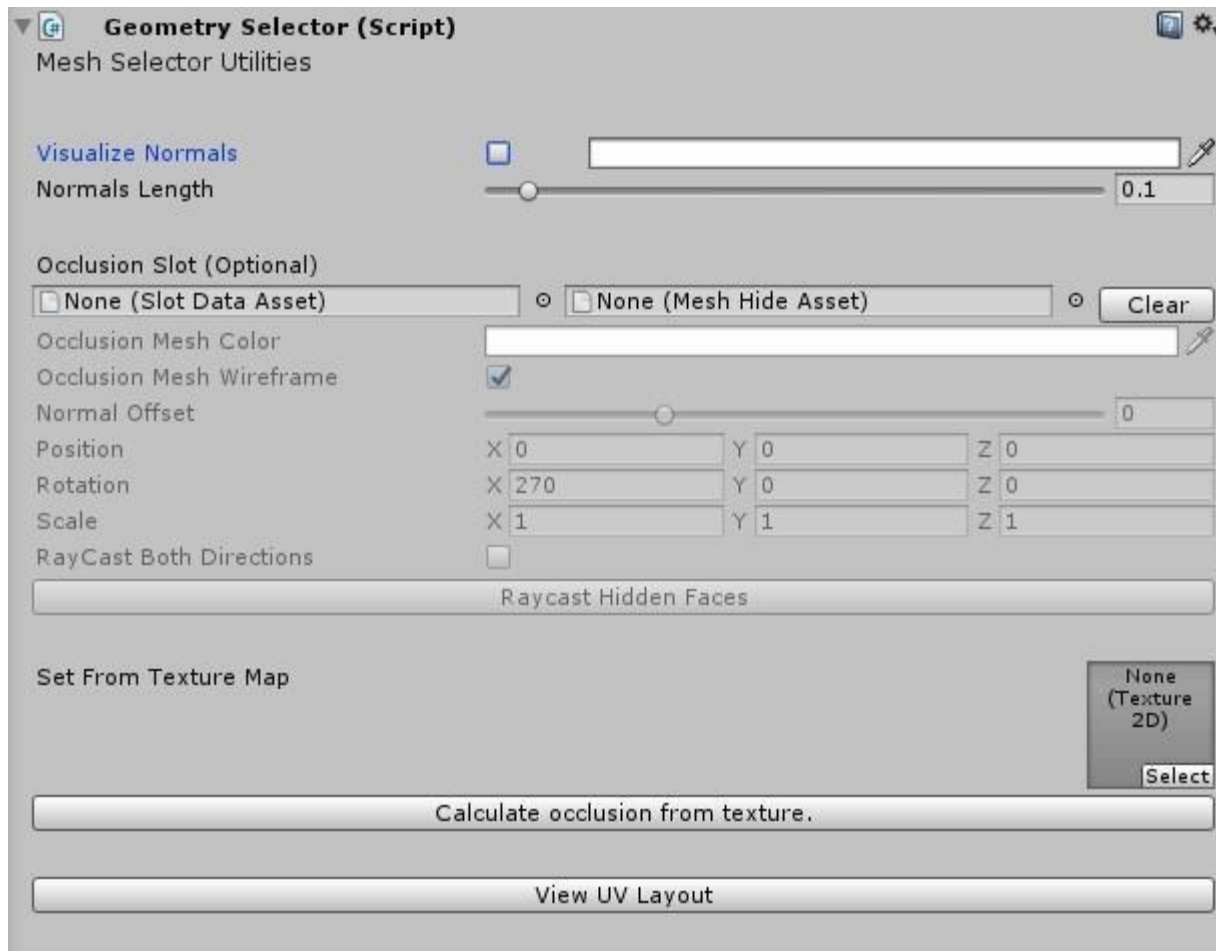 Geometry Selector (Script)
Mesh Selector Utilities
Visualize Normals
Normals Length 0.1
Occlusion Slot (Optional)
None (Slot Data Asset) None (Mesh Hide Asset) Clear
Occlusion Mesh Color
Occlusion Mesh Wireframe
Normal Offset 0
Position X 0 Y 0 Z 0
Rotation X 270 Y 0 Z 0
Scale X 1 Y 1 Z 1
RayCast Both Directions
Raycast Hidden Faces
Set From Texture Map
None
(Texture
2D)
Select
Calculate occlusion from texture.
View UV Layout